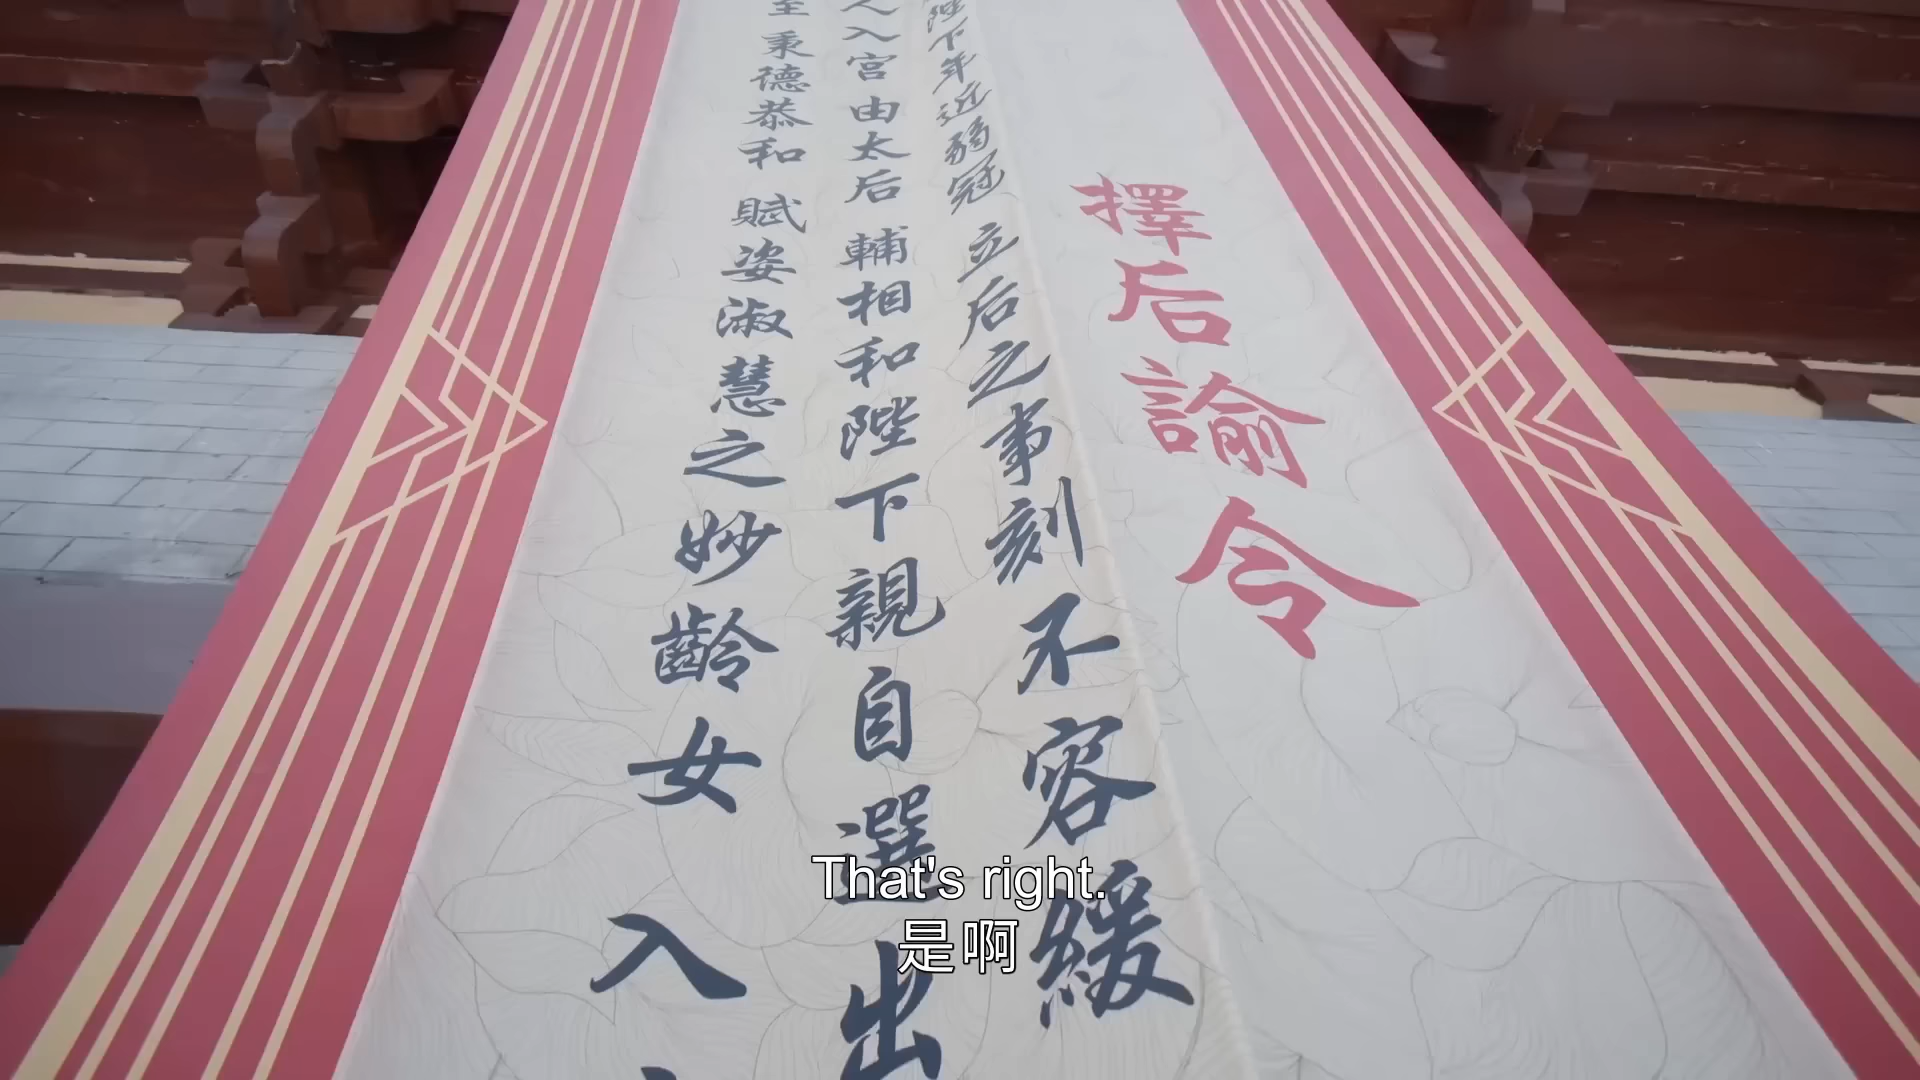 擇后諭令
陛下年近弱冠 立后之事刻不容緩
人入宮 由太后 輔相和陛下親自選出
至 秉德恭和 賦姿淑慧之妙齡女入
That's right.
是啊